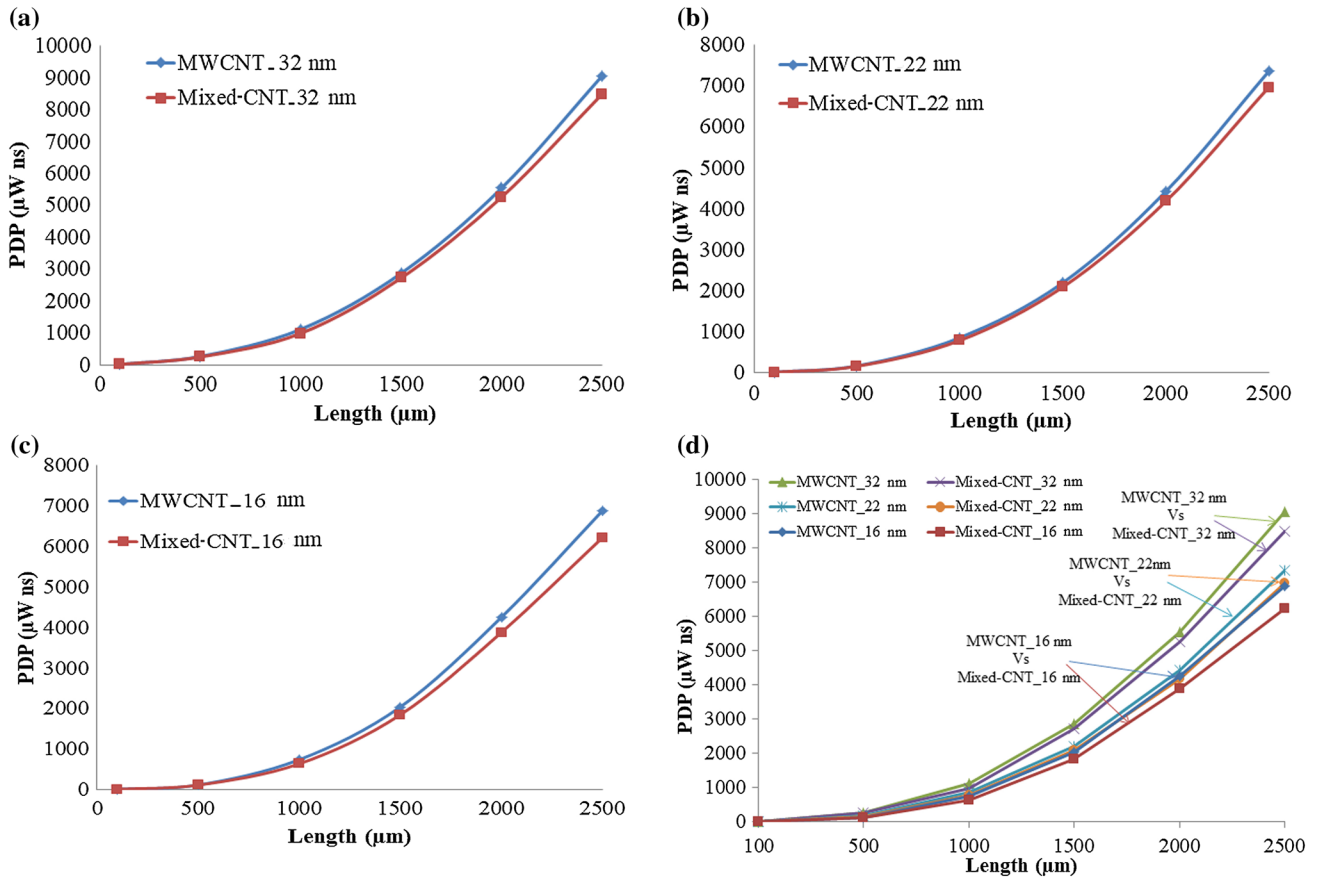 (a)
10000
9000
8000
7000
6000
5000
4000
3000
2000
1000
0
PDP (µW ns)
MWCNT_32 nm
Mixed-CNT_32 nm
0 500 1000 1500 2000 2500
Length (µm)
(b)
8000
7000
6000
5000
4000
3000
2000
1000
0
PDP (µW ns)
MWCNT_22 nm
Mixed-CNT_22 nm
0 500 1000 1500 2000 2500
Length (µm)
(c)
8000
7000
6000
5000
4000
3000
2000
1000
0
PDP (µW ns)
MWCNT_16 nm
Mixed-CNT_16 nm
0 500 1000 1500 2000 2500
Length (µm)
(d)
10000
9000
8000
7000
6000
5000
4000
3000
2000
1000
0
PDP (µW ns)
MWCNT_32 nm Mixed-CNT_32 nm
MWCNT_22 nm Mixed-CNT_22 nm
MWCNT_16 nm Mixed-CNT_16 nm
MWCNT_32 nm
Vs
Mixed-CNT_32 nm
MWCNT_22nm
Vs
Mixed-CNT_22 nm
MWCNT_16 nm
Vs
Mixed-CNT_16 nm
100 500 1000 1500 2000 2500
Length (µm)